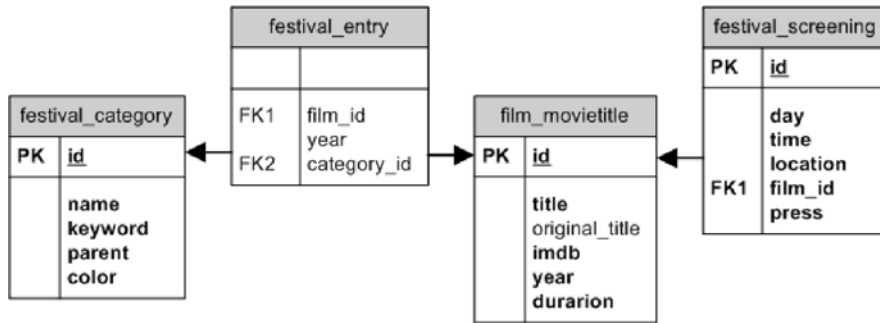 festival_entry
FK1 film_id
year
FK2 category_id
festival_category
PK id
name
keyword
parent
color
film_movietitle
PK id
title
original_title
imdb
year
durarion
festival_screening
PK id
day
time
location
FK1 film_id
press